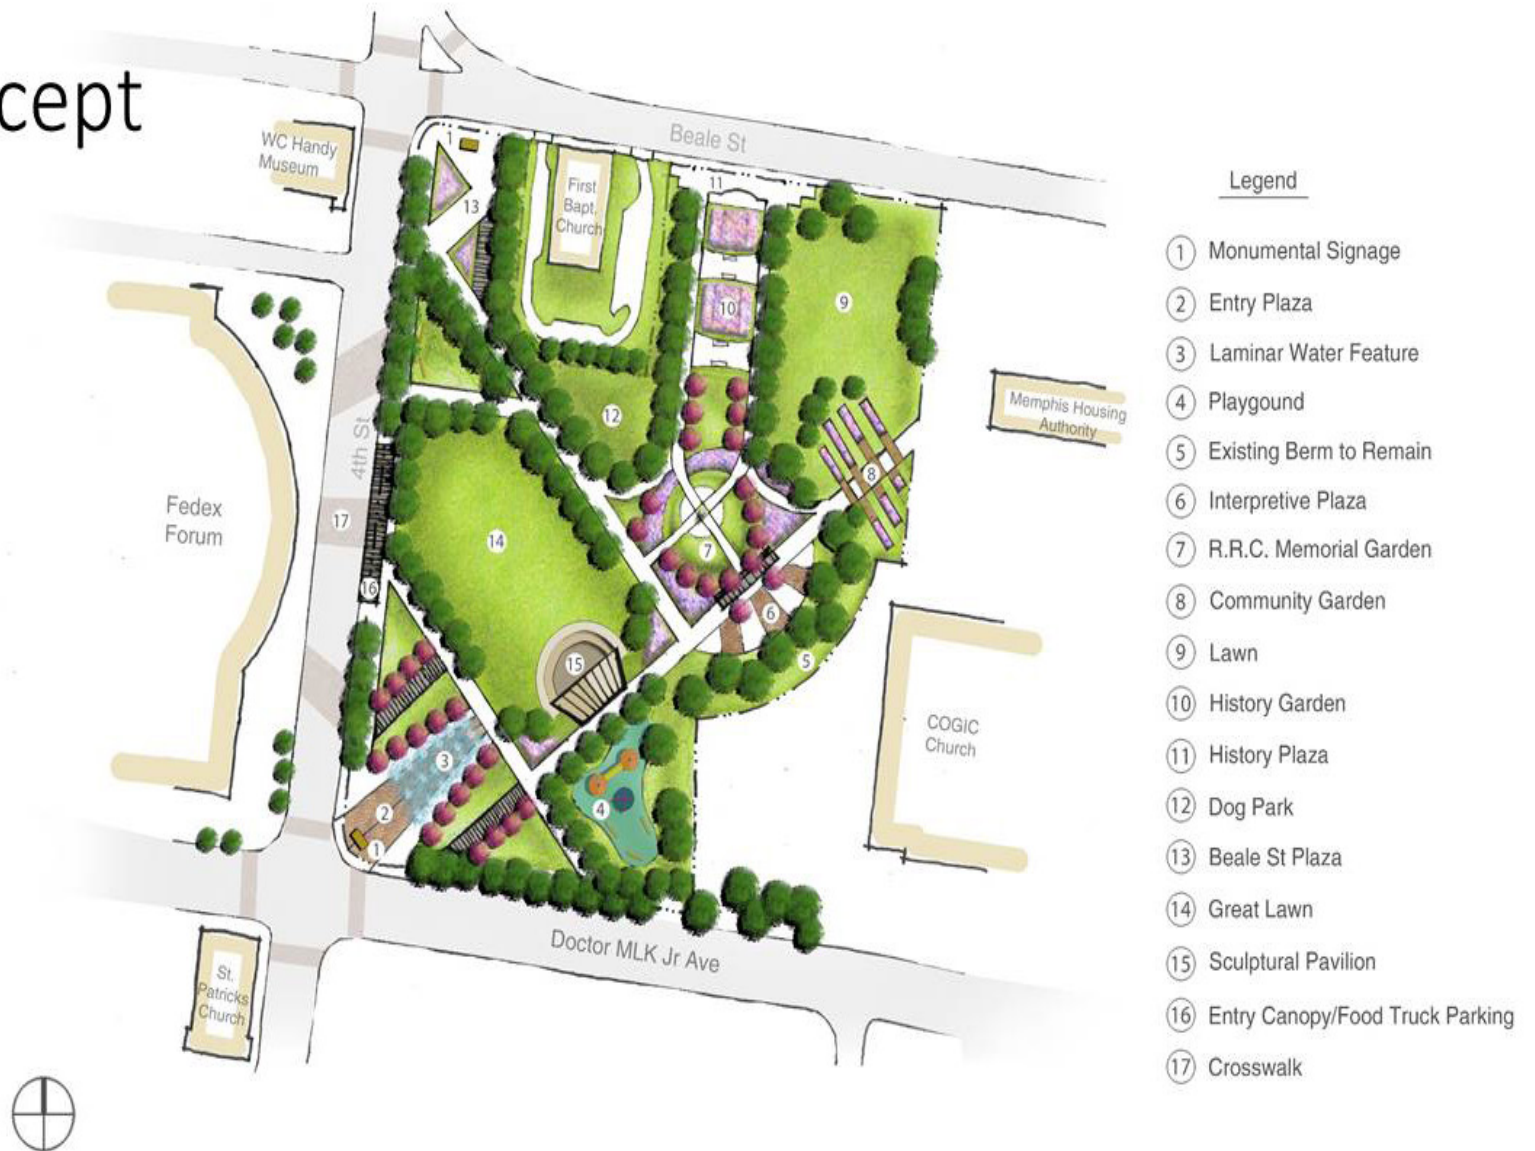 cept
WC Handy
Museum
Beale St
First
Bapt.
Church
1
13
11
10
9
12
4th St
Fedex
Forum
17
14
16
7
8
6
5
15
3
2
1
4
Memphis Housing
Authority
COGIC
Church
St.
Patricks
Church
Doctor MLK Jr Ave
Legend
1 Monumental Signage
2 Entry Plaza
3 Laminar Water Feature
4 Playgound
5 Existing Berm to Remain
6 Interpretive Plaza
7 R.R.C. Memorial Garden
8 Community Garden
9 Lawn
10 History Garden
11 History Plaza
12 Dog Park
13 Beale St Plaza
14 Great Lawn
15 Sculptural Pavilion
16 Entry Canopy/Food Truck Parking
17 Crosswalk